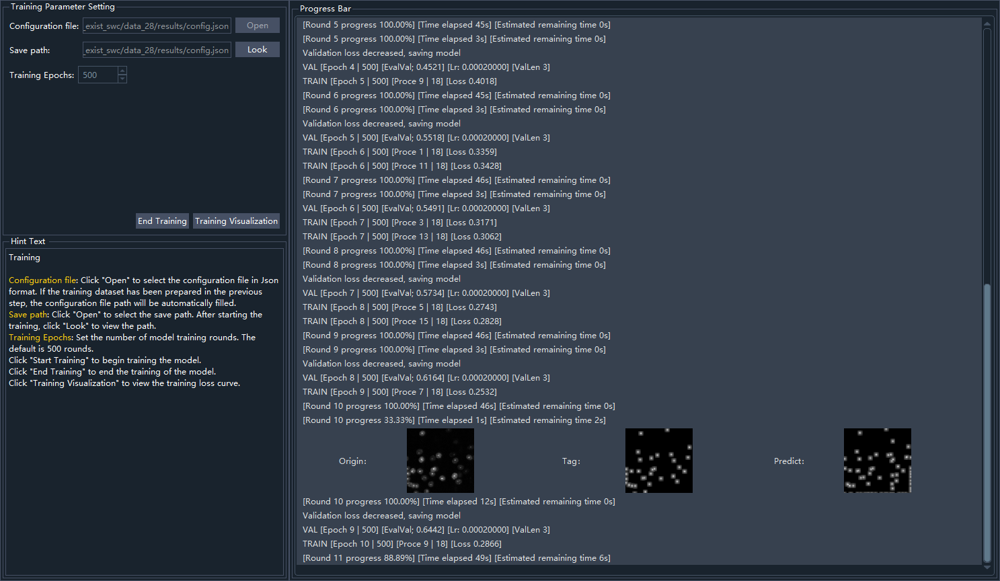 Training Parameter Setting
Configuration file: _exist_swc/data_28/results/config.json Open
Save path: _exist_swc/data_28/results/config.json Look
Training Epochs: 500
End Training Training Visualization
Hint Text
Training
Configuration file: Click "Open" to select the configuration file in Json
format. If the training dataset has been prepared in the previous
step, the configuration file path will be automatically filled.
Save path: Click "Open" to select the save path. After starting the
training, click "Look" to view the path.
Training Epochs: Set the number of model training rounds. The
default is 500 rounds.
Click "Start Training" to begin training the model.
Click "End Training" to end the training of the model.
Click "Training Visualization" to view the training loss curve.
Progress Bar
[Round 5 progress 100.00%] [Time elapsed 45s] [Estimated remaining time 0s]
[Round 5 progress 100.00%] [Time elapsed 3s] [Estimated remaining time 0s]
Validation loss decreased, saving model
VAL [Epoch 4 | 500] [EvalVal; 0.4521] [Lr: 0.00020000] [ValLen 3]
TRAIN [Epoch 5 | 500] [Proce 9 | 18] [Loss 0.4018]
[Round 6 progress 100.00%] [Time elapsed 45s] [Estimated remaining time 0s]
[Round 6 progress 100.00%] [Time elapsed 3s] [Estimated remaining time 0s]
Validation loss decreased, saving model
VAL [Epoch 5 | 500] [EvalVal; 0.5518] [Lr: 0.00020000] [ValLen 3]
TRAIN [Epoch 6 | 500] [Proce 1 | 18] [Loss 0.3359]
TRAIN [Epoch 6 | 500] [Proce 11 | 18] [Loss 0.3428]
[Round 7 progress 100.00%] [Time elapsed 46s] [Estimated remaining time 0s]
[Round 7 progress 100.00%] [Time elapsed 3s] [Estimated remaining time 0s]
VAL [Epoch 6 | 500] [EvalVal; 0.5491] [Lr: 0.00020000] [ValLen 3]
TRAIN [Epoch 7 | 500] [Proce 3 | 18] [Loss 0.3171]
TRAIN [Epoch 7 | 500] [Proce 13 | 18] [Loss 0.3062]
[Round 8 progress 100.00%] [Time elapsed 46s] [Estimated remaining time 0s]
[Round 8 progress 100.00%] [Time elapsed 3s] [Estimated remaining time 0s]
Validation loss decreased, saving model
VAL [Epoch 7 | 500] [EvalVal; 0.5734] [Lr: 0.00020000] [ValLen 3]
TRAIN [Epoch 8 | 500] [Proce 5 | 18] [Loss 0.2743]
TRAIN [Epoch 8 | 500] [Proce 15 | 18] [Loss 0.2828]
[Round 9 progress 100.00%] [Time elapsed 46s] [Estimated remaining time 0s]
[Round 9 progress 100.00%] [Time elapsed 3s] [Estimated remaining time 0s]
Validation loss decreased, saving model
VAL [Epoch 8 | 500] [EvalVal; 0.6164] [Lr: 0.00020000] [ValLen 3]
TRAIN [Epoch 9 | 500] [Proce 7 | 18] [Loss 0.2532]
[Round 10 progress 100.00%] [Time elapsed 46s] [Estimated remaining time 0s]
[Round 10 progress 33.33%] [Time elapsed 1s] [Estimated remaining time 2s]
Origin: Tag: Predict:
[Round 10 progress 100.00%] [Time elapsed 12s] [Estimated remaining time 0s]
Validation loss decreased, saving model
VAL [Epoch 9 | 500] [EvalVal; 0.6442] [Lr: 0.00020000] [ValLen 3]
TRAIN [Epoch 10 | 500] [Proce 9 | 18] [Loss 0.2866]
[Round 11 progress 88.89%] [Time elapsed 49s] [Estimated remaining time 6s]